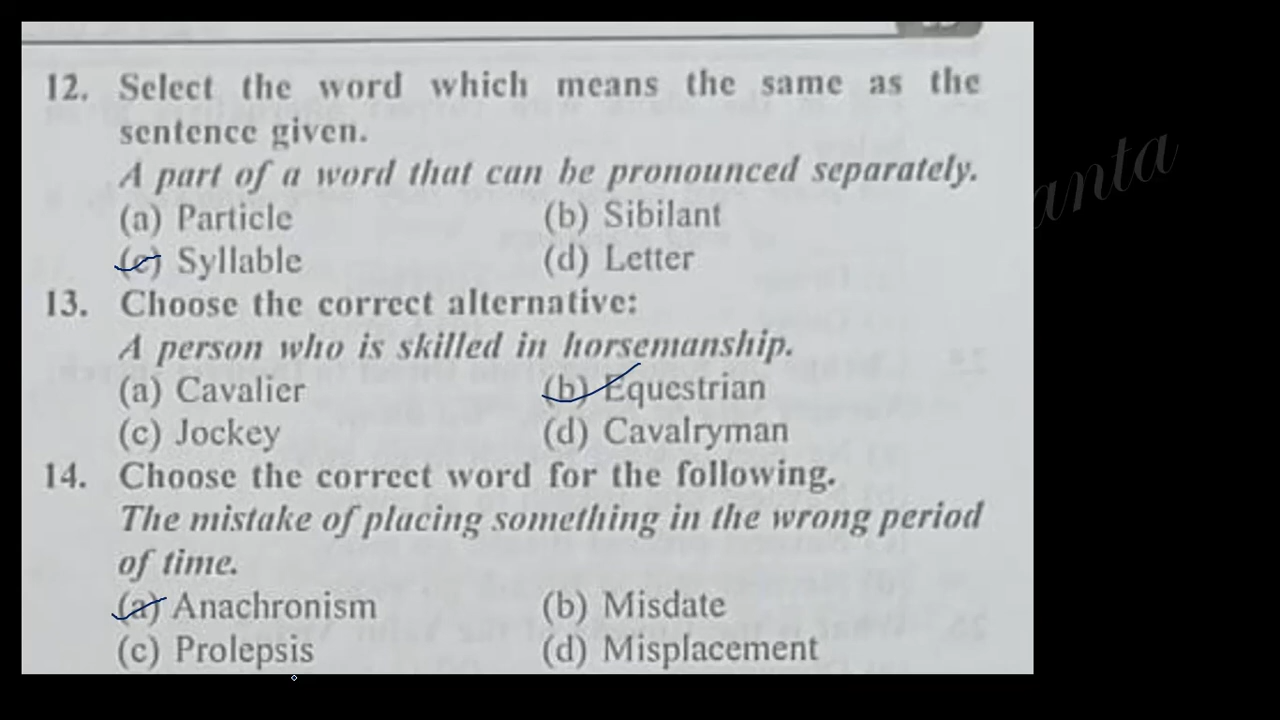 12. Select the word which means the same as the
sentence given.
A part of a word that can be pronounced separately.
(a) Particle (b) Sibilant
(c) Syllable (d) Letter
13. Choose the correct alternative:
A person who is skilled in horsemanship.
(a) Cavalier (b) Equestrian
(c) Jockey (d) Cavalryman
14. Choose the correct word for the following.
The mistake of placing something in the wrong period
of time.
(a) Anachronism (b) Misdate
(c) Prolepsis (d) Misplacement
anta